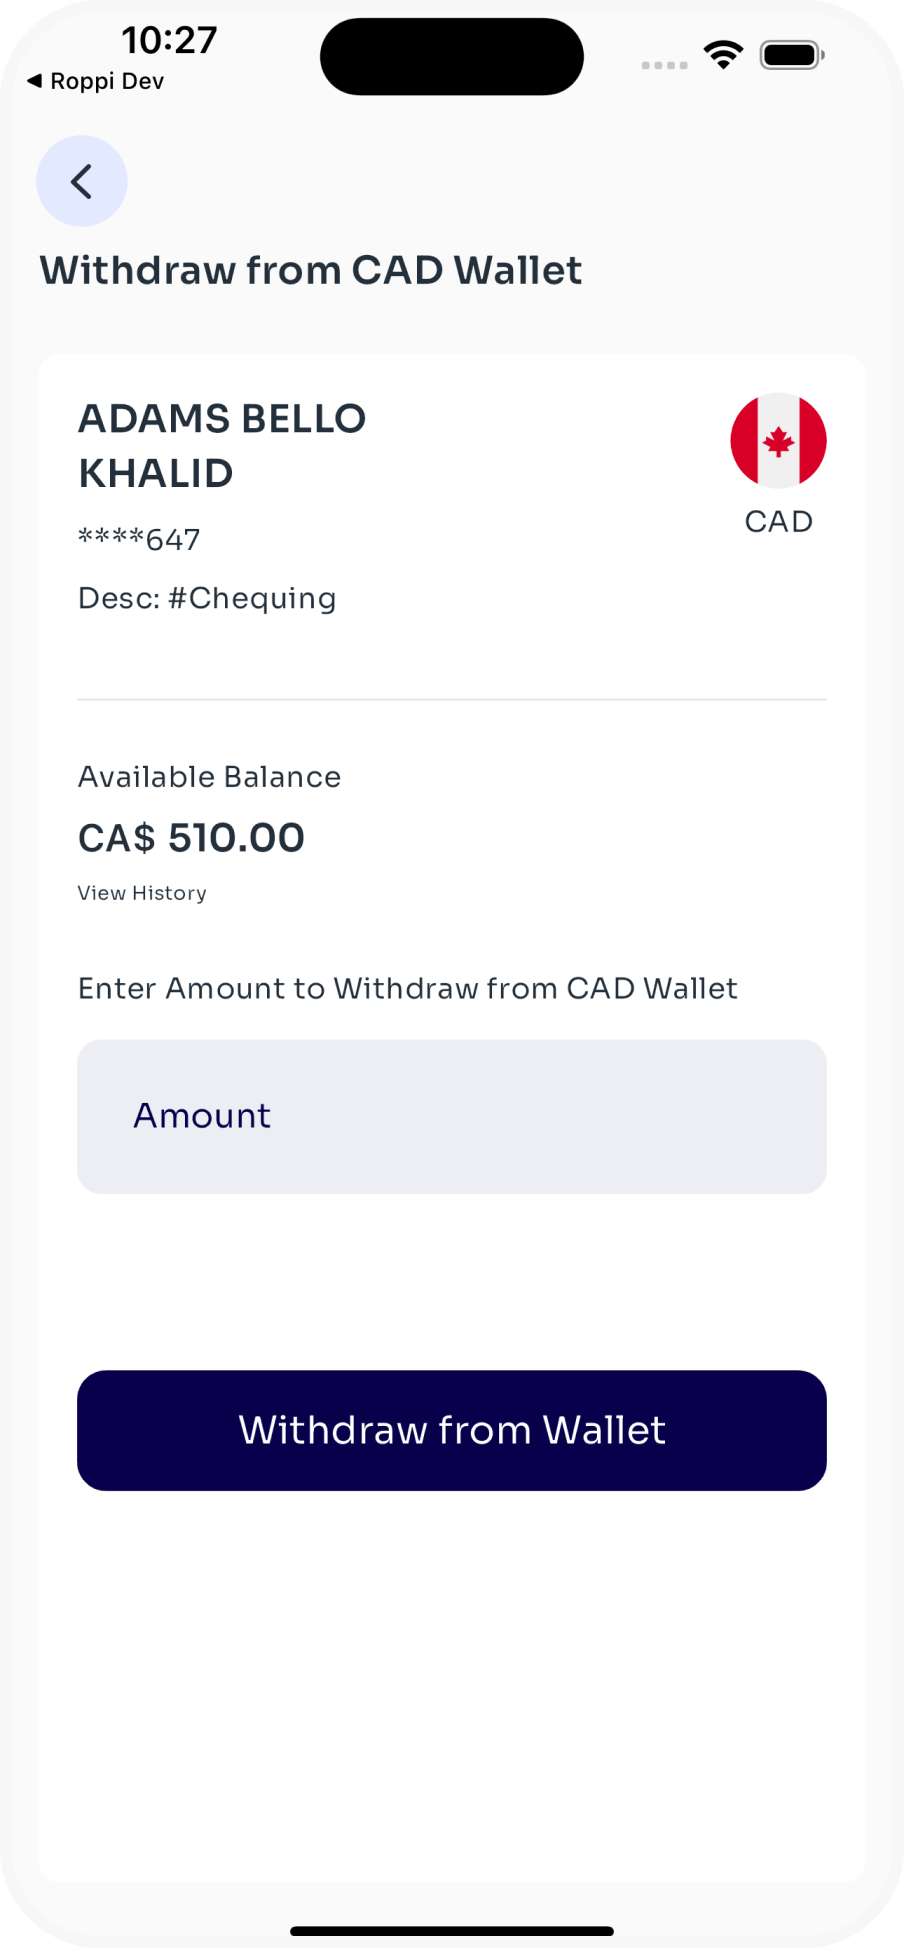 10:27
◀ Roppi Dev
Withdraw from CAD Wallet
ADAMS BELLO
KHALID
CAD
****647
Desc: #Chequing
Available Balance
CA$ 510.00
View History
Enter Amount to Withdraw from CAD Wallet
Amount
Withdraw from Wallet